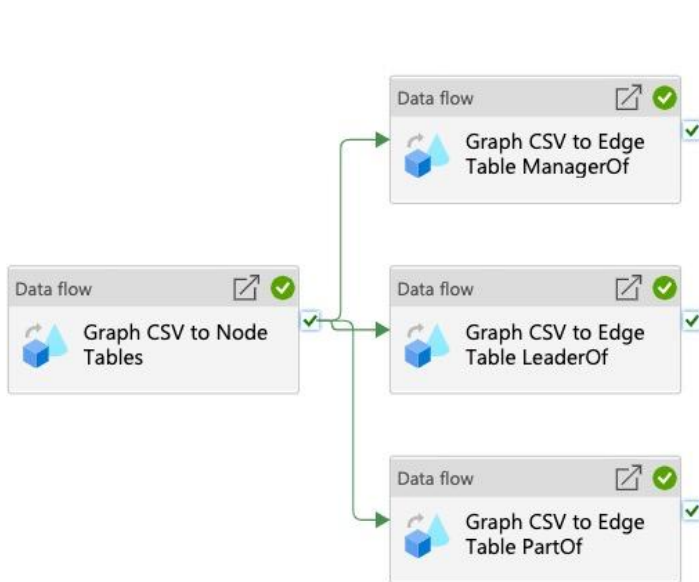 Data flow
Graph CSV to Edge
Table ManagerOf
Data flow
Graph CSV to Node
Tables
Data flow
Graph CSV to Edge
Table LeaderOf
Data flow
Graph CSV to Edge
Table PartOf